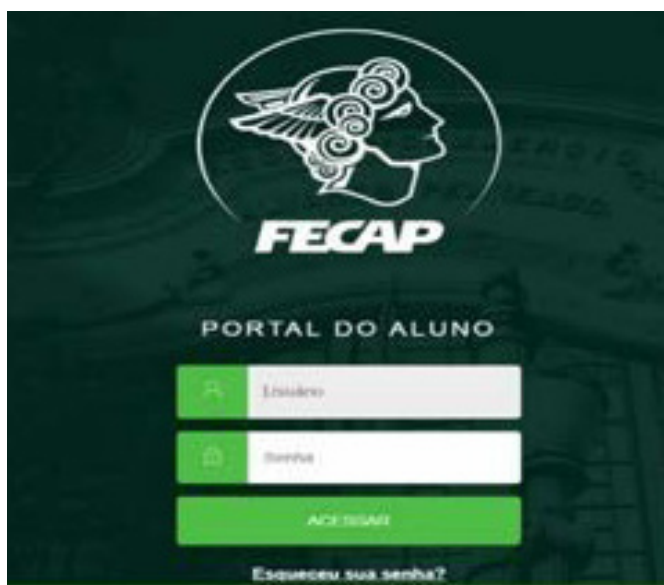 FECAP
PORTAL DO ALUNO
Usuário
Senha
ACESSAR
Esqueceu sua senha?